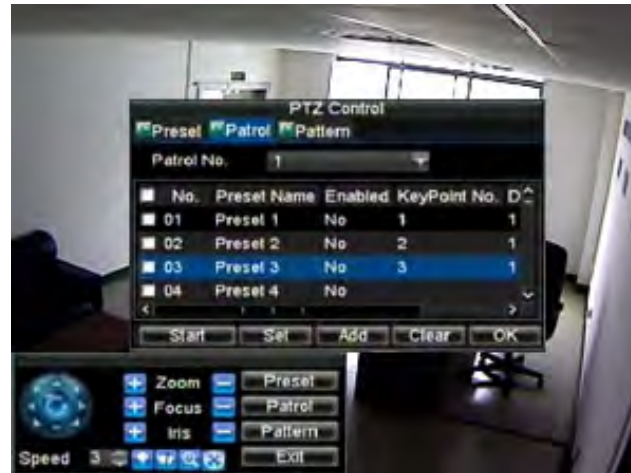 PTZ Control
Preset Patrol Pattern
Patrol No. 1
No. Preset Name Enabled KeyPoint No. D
01 Preset 1 No 1 1
02 Preset 2 No 2 1
03 Preset 3 No 3 1
04 Preset 4 No
Start Set Add Clear OK
Zoom Preset
Focus Patrol
Iris Pattern
Speed 3 Exit